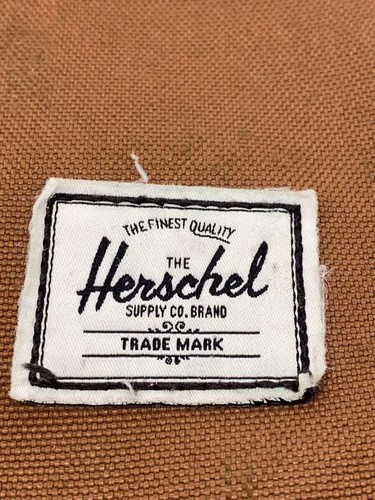 THE FINEST QUALITY
THE
Herschel
SUPPLY CO. BRAND
TRADE MARK